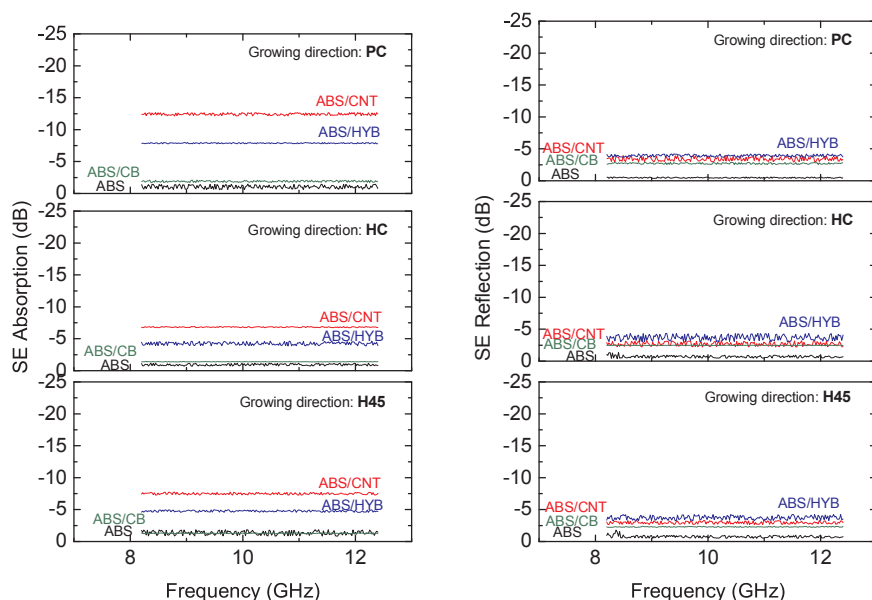 -25
Growing direction: PC
-20
-15
ABS/CNT
-10
ABS/HYB
-5
ABS/CB
ABS
0
-25
Growing direction: HC
-20
-15
-10
ABS/CNT
-5
ABS/HYB
ABS/CB
ABS
0
-25
Growing direction: H45
-20
-15
-10
ABS/CNT
-5
ABS/HYB
ABS/CB
ABS
0
8 10 12
Frequency (GHz)
SE Absorption (dB)
-25
Growing direction: PC
-20
-15
-10
-5
ABS/HYB
ABS/CNT
ABS/CB
ABS
0
-25
Growing direction: HC
-20
-15
-10
ABS/HYB
-5
ABS/CNT
ABS/CB
ABS
0
-25
Growing direction: H45
-20
-15
-10
ABS/HYB
ABS/CNT
-5
ABS/CB
ABS
0
8 10 12
Frequency (GHz)
SE Reflection (dB)